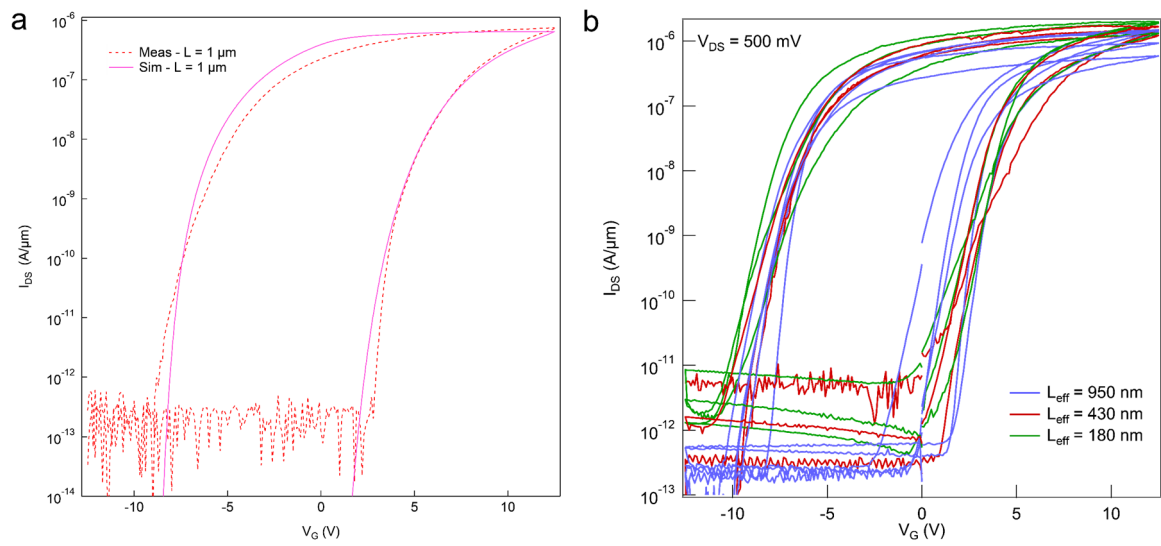 a
Meas - L = 1 µm
Sim - L = 1 µm
I_DS (A/µm)
10^-6
10^-7
10^-8
10^-9
10^-10
10^-11
10^-12
10^-13
10^-14
-10 -5 0 5 10
V_G (V)
b
V_DS = 500 mV
I_DS (A/µm)
10^-6
10^-7
10^-8
10^-9
10^-10
10^-11
10^-12
10^-13
L_eff = 950 nm
L_eff = 430 nm
L_eff = 180 nm
-10 -5 0 5 10
V_G (V)